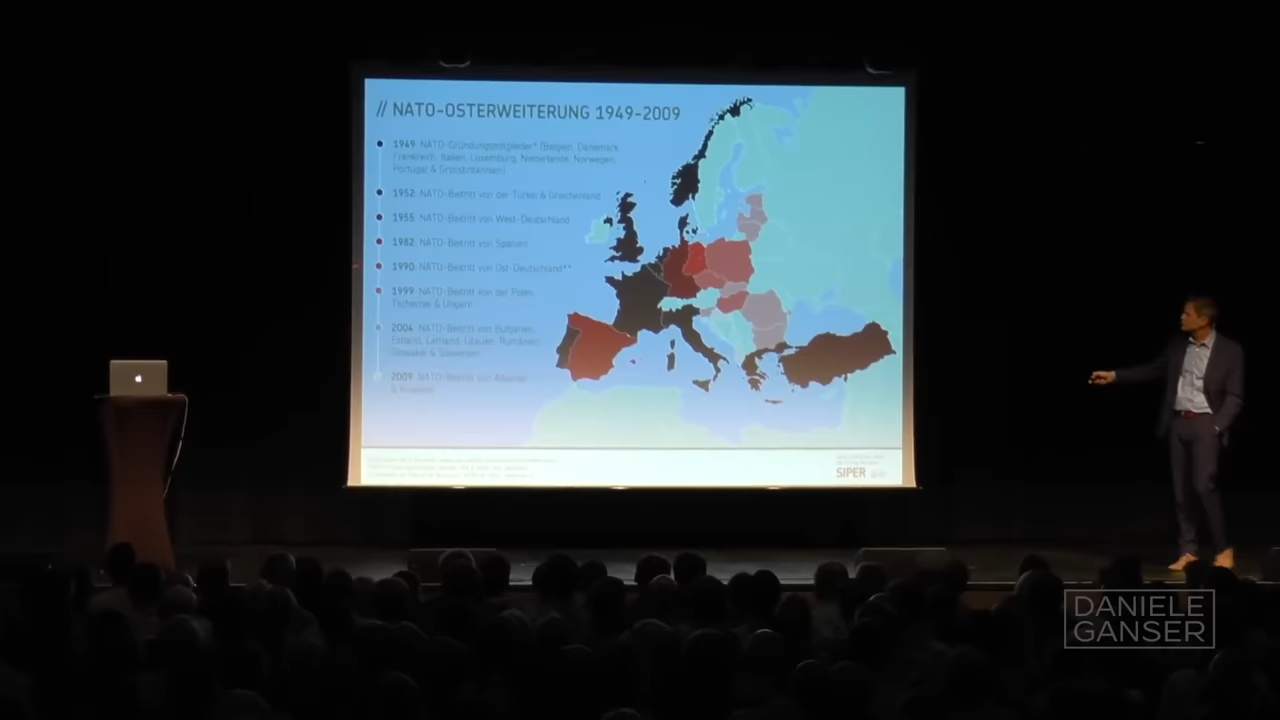 // NATO-OSTERWEITERUNG 1949-2009
1949 NATO-Gründungsmitglieder* (Belgien, Dänemark,
Frankreich, Italien, Luxemburg, Niederlande, Norwegen,
Portugal & Grossbritannien)
1952 NATO-Beitritt von der Türkei & Griechenland
1955 NATO-Beitritt von West-Deutschland
1982 NATO-Beitritt von Spanien
1990 NATO-Beitritt von Ost-Deutschland**
1999 NATO-Beitritt von der Polen,
Tschechei & Ungarn
2004 NATO-Beitritt von Bulgarien,
Estland, Lettland, Litauen, Rumänien,
Slowakei & Slowenien
2009 NATO-Beitritt von Albanien
& Kroatien
SIPER
DANIELE
GANSER